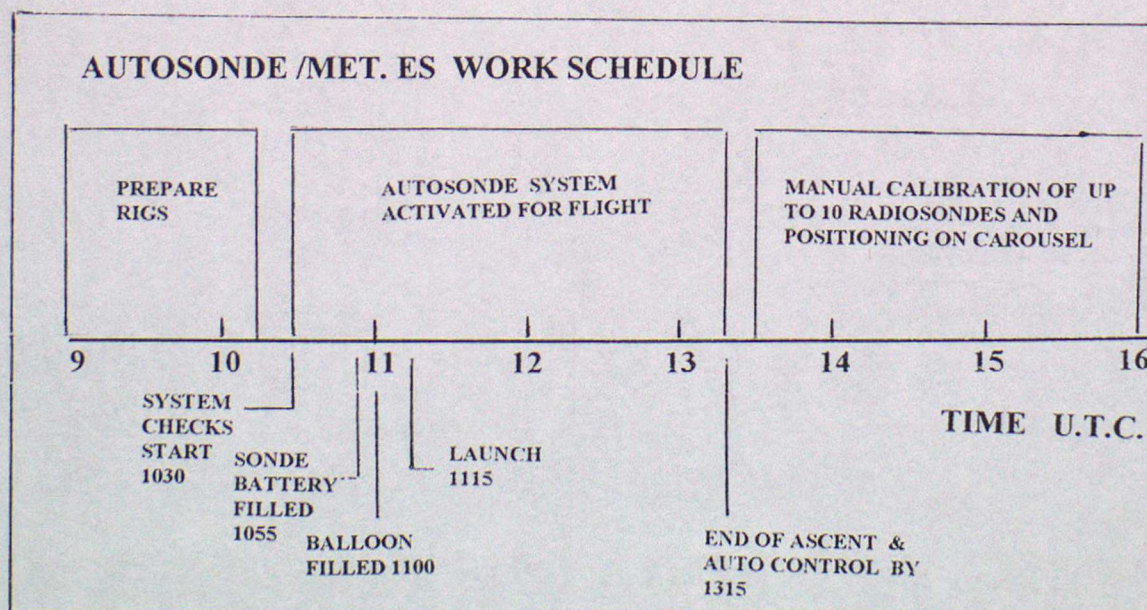 AUTOSONDE /MET. ES WORK SCHEDULE
PREPARE
RIGS
AUTOSONDE SYSTEM
ACTIVATED FOR FLIGHT
MANUAL CALIBRATION OF UP
TO 10 RADIOSONDES AND
POSITIONING ON CAROUSEL
9 10 11 12 13 14 15 16
TIME U.T.C.
SYSTEM
CHECKS
START
1030
SONDE
BATTERY
FILLED
1055
BALLOON
FILLED 1100
LAUNCH
1115
END OF ASCENT &
AUTO CONTROL BY
1315